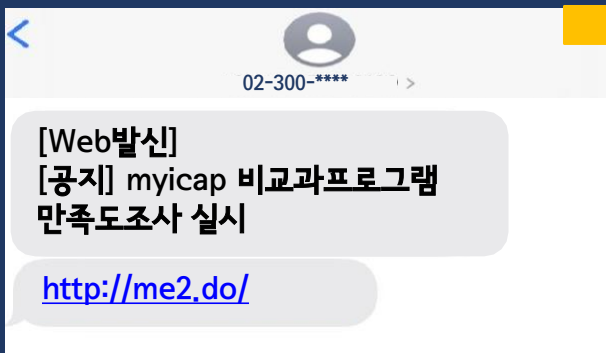 02-300-****
[Web발신]
[공지] myicap 비교과프로그램
만족도조사 실시
http://me2.do/